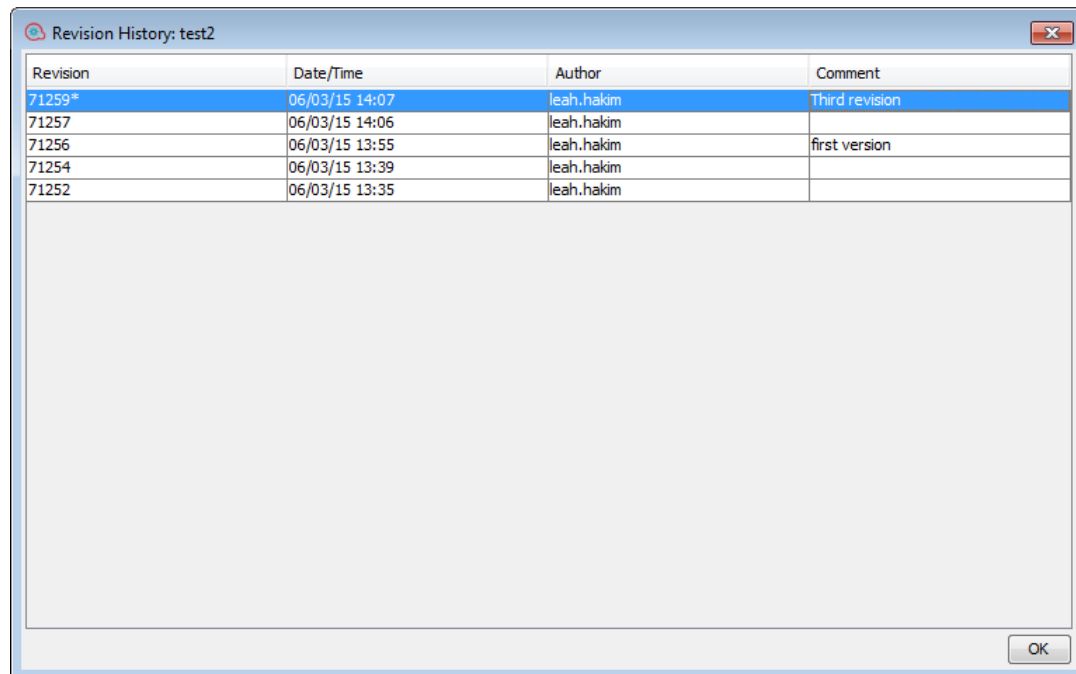 Revision History: test2
Revision Date/Time Author Comment
71259* 06/03/15 14:07 leah.hakim Third revision
71257 06/03/15 14:06 leah.hakim
71256 06/03/15 13:55 leah.hakim first version
71254 06/03/15 13:39 leah.hakim
71252 06/03/15 13:35 leah.hakim
OK